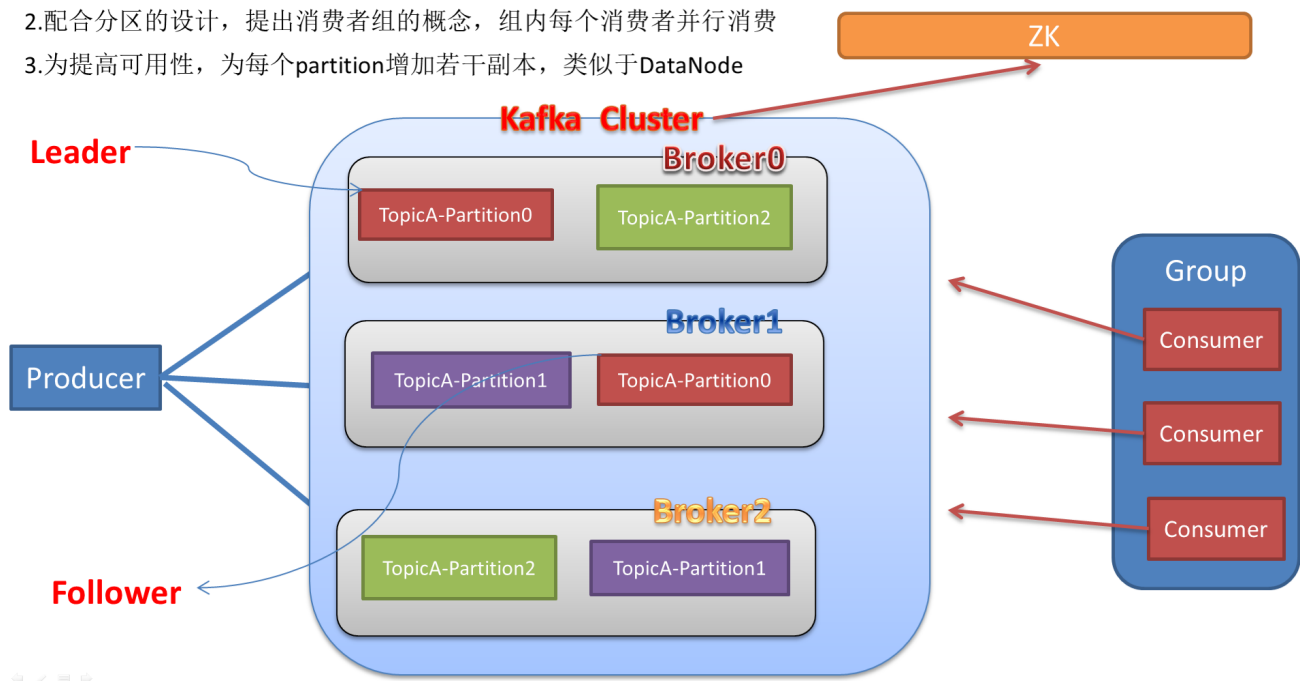 2.配合分区的设计，提出消费者组的概念，组内每个消费者并行消费
3.为提高可用性，为每个partition增加若干副本，类似于DataNode
ZK
Kafka Cluster
Leader
Broker0
TopicA-Partition0
TopicA-Partition2
Group
Broker1
Consumer
Producer
TopicA-Partition1
TopicA-Partition0
Consumer
Broker2
Consumer
TopicA-Partition2
TopicA-Partition1
Follower